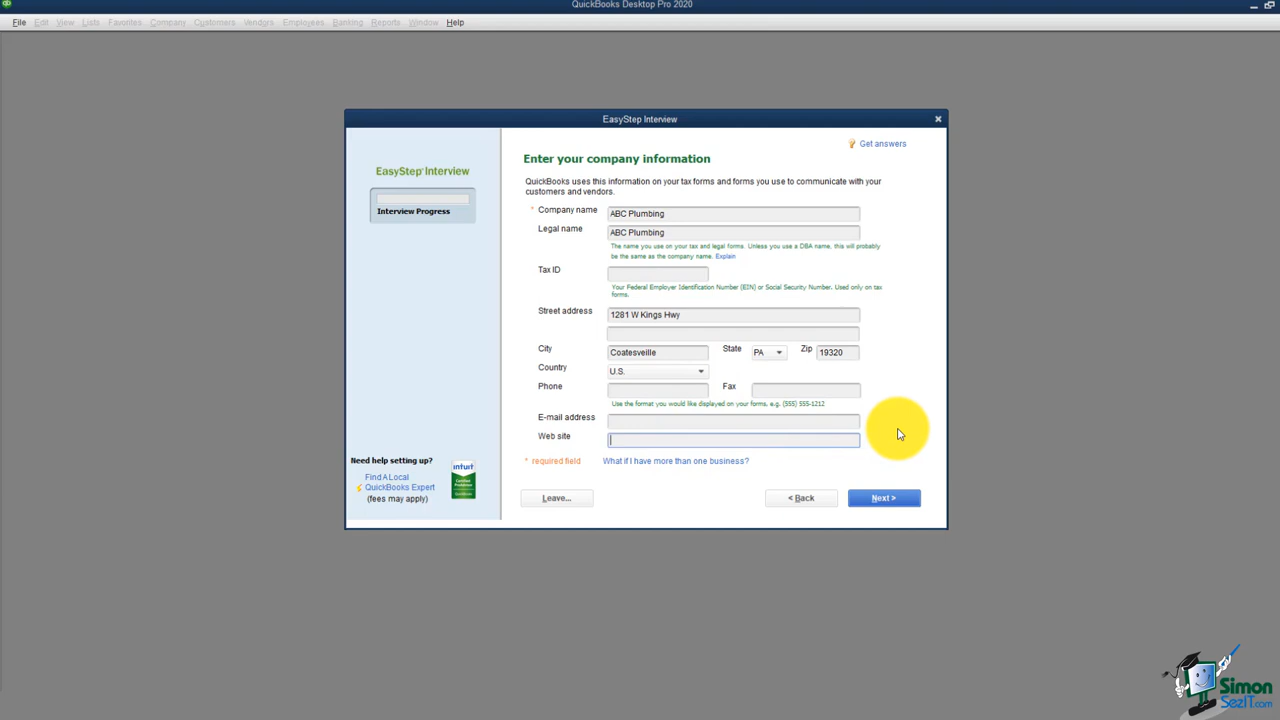 QuickBooks Desktop Pro 2020
File Edit View Lists Favorites Company Customers Vendors Employees Banking Reports Window Help
EasyStep Interview
Get answers
EasyStep Interview
Interview Progress
Enter your company information
QuickBooks uses this information on your tax forms and forms you use to communicate with your
customers and vendors.
* Company name ABC Plumbing
Legal name ABC Plumbing
The name you use on your tax and legal forms. Unless you use a DBA name, this will probably
be the same as the company name. Explain
Tax ID
Your Federal Employer Identification Number (EIN) or Social Security Number. Used only on tax
forms.
Street address 1281 W Kings Hwy
City Coatesveille State PA Zip 19320
Country U.S.
Phone Fax
Use the format you would like displayed on your forms, e.g. (555) 555-1212
E-mail address
Web site
* required field What if I have more than one business?
Need help setting up?
Find A Local
QuickBooks Expert
(fees may apply)
intuit
Leave... < Back Next >
Simon
SezIT.com